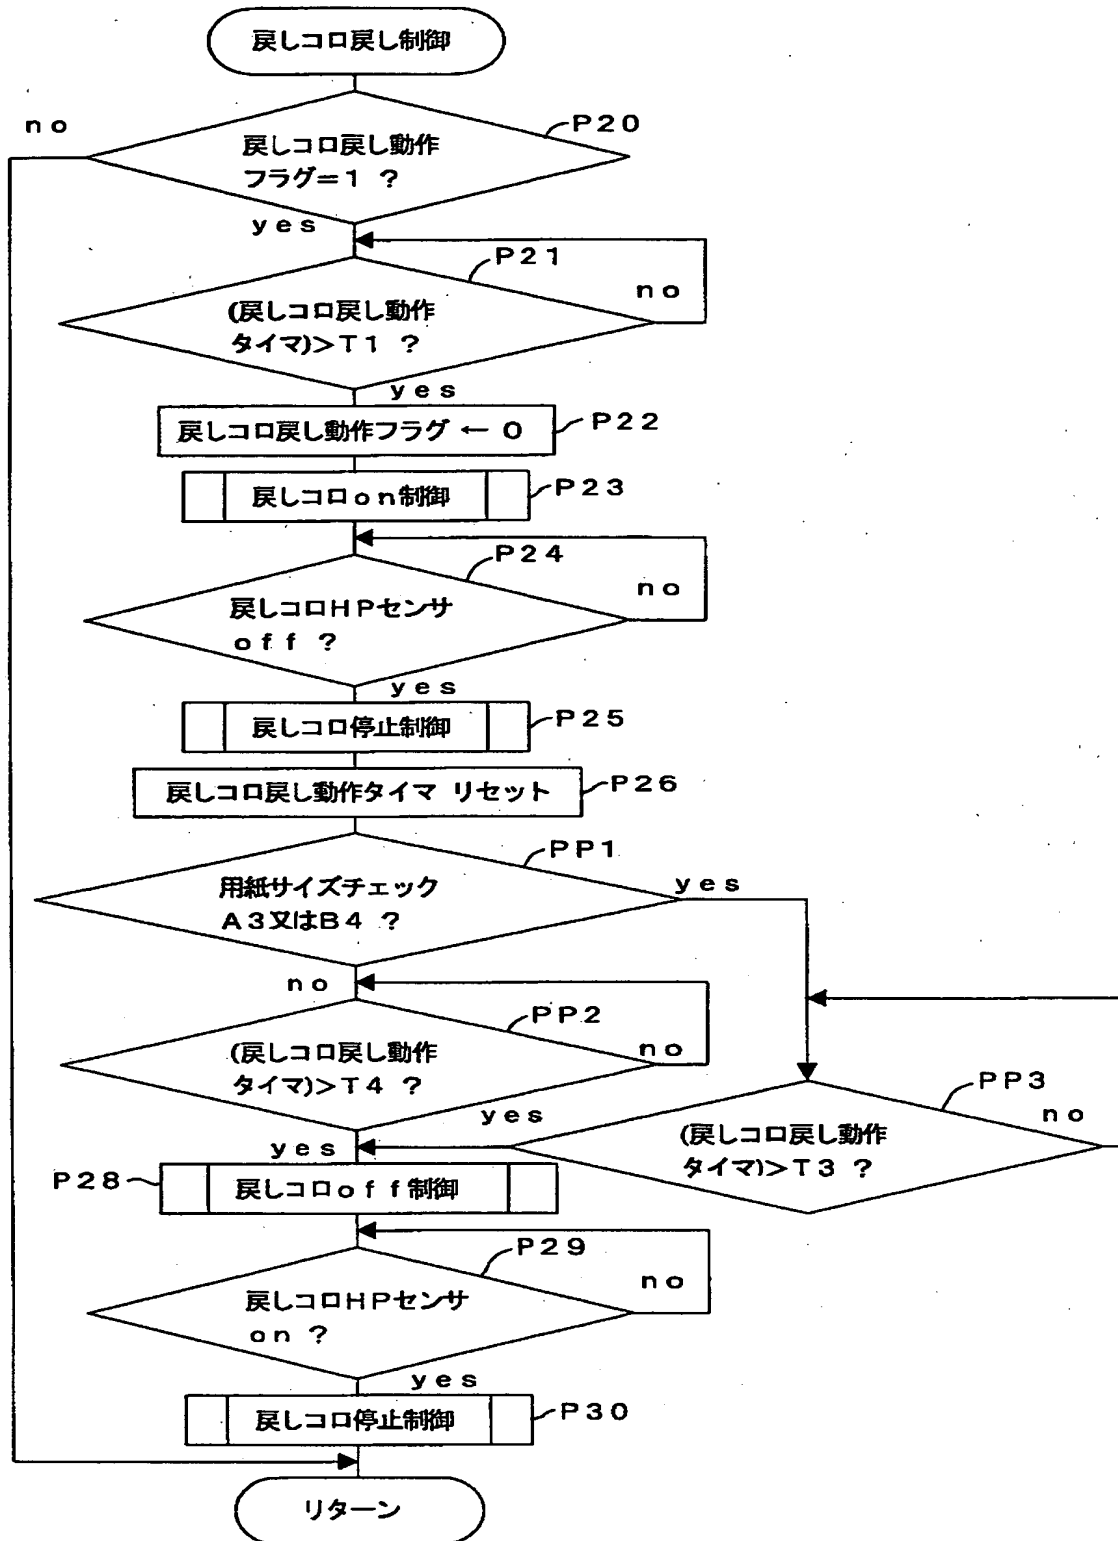 戻しコロ戻し制御
no
P20
戻しコロ戻し動作
フラグ=1 ?
yes
P21
no
(戻しコロ戻し動作
タイマ)>T1 ?
yes
戻しコロ戻し動作フラグ ← 0
P22
戻しコロon制御
P23
P24
no
戻しコロHPセンサ
off ?
yes
戻しコロ停止制御
P25
戻しコロ戻し動作タイマ リセット
P26
PP1
用紙サイズチェック
A3又はB4 ?
yes
no
PP2
no
(戻しコロ戻し動作
タイマ)>T4 ?
PP3
no
yes
(戻しコロ戻し動作
タイマ)>T3 ?
yes
P28
戻しコロoff制御
P29
no
戻しコロHPセンサ
on ?
yes
戻しコロ停止制御
P30
リターン